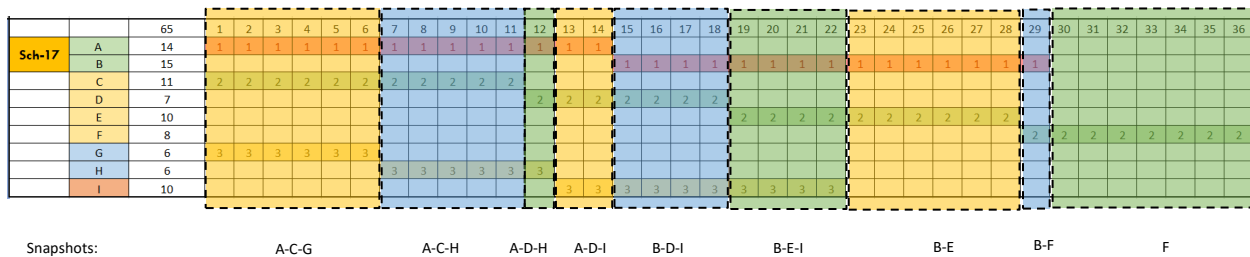 65 1 2 3 4 5 6 7 8 9 10 11 12 13 14 15 16 17 18 19 20 21 22 23 24 25 26 27 28 29 30 31 32 33 34 35 36
Sch-17
A 14 1 1 1 1 1 1 1 1 1 1 1 1 1 1
B 15 1 1 1 1 1 1 1 1 1 1 1 1 1 1 1
C 11 2 2 2 2 2 2 2 2 2 2 2
D 7 2 2 2 2 2 2 2
E 10 2 2 2 2 2 2 2 2 2 2
F 8 2 2 2 2 2 2 2 2
G 6 3 3 3 3 3 3
H 6 3 3 3 3 3 3
I 10 3 3 3 3 3 3 3 3 3 3
Snapshots: A-C-G A-C-H A-D-H A-D-I B-D-I B-E-I B-E B-F F